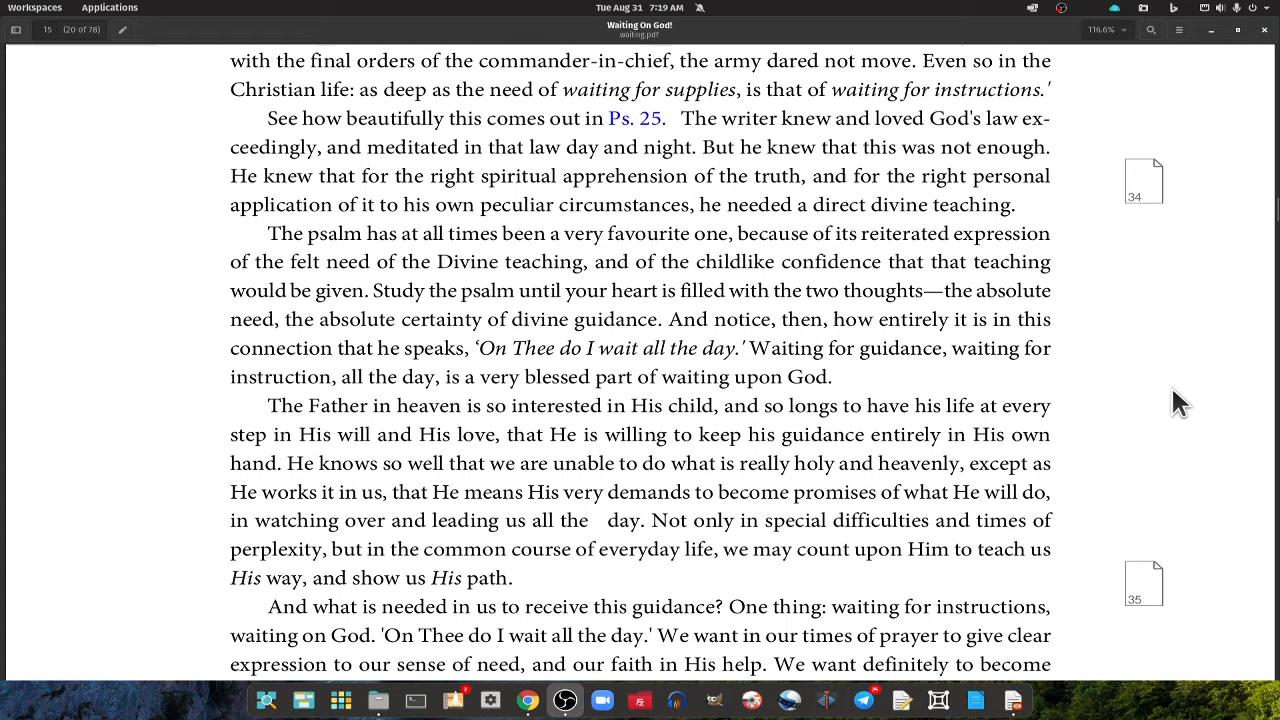 Workspaces Applications Tue Aug 31 7:19 AM
Waiting On God!
waiting.pdf
15 (20 of 78) 116.6%
with the final orders of the commander-in-chief, the army dared not move. Even so in the
Christian life: as deep as the need of waiting for supplies, is that of waiting for instructions.'
See how beautifully this comes out in Ps. 25. The writer knew and loved God's law ex-
ceedingly, and meditated in that law day and night. But he knew that this was not enough.
He knew that for the right spiritual apprehension of the truth, and for the right personal
application of it to his own peculiar circumstances, he needed a direct divine teaching.
34
The psalm has at all times been a very favourite one, because of its reiterated expression
of the felt need of the Divine teaching, and of the childlike confidence that that teaching
would be given. Study the psalm until your heart is filled with the two thoughts—the absolute
need, the absolute certainty of divine guidance. And notice, then, how entirely it is in this
connection that he speaks, ‘On Thee do I wait all the day.' Waiting for guidance, waiting for
instruction, all the day, is a very blessed part of waiting upon God.
The Father in heaven is so interested in His child, and so longs to have his life at every
step in His will and His love, that He is willing to keep his guidance entirely in His own
hand. He knows so well that we are unable to do what is really holy and heavenly, except as
He works it in us, that He means His very demands to become promises of what He will do,
in watching over and leading us all the day. Not only in special difficulties and times of
perplexity, but in the common course of everyday life, we may count upon Him to teach us
His way, and show us His path.
35
And what is needed in us to receive this guidance? One thing: waiting for instructions,
waiting on God. 'On Thee do I wait all the day.' We want in our times of prayer to give clear
expression to our sense of need, and our faith in His help. We want definitely to become